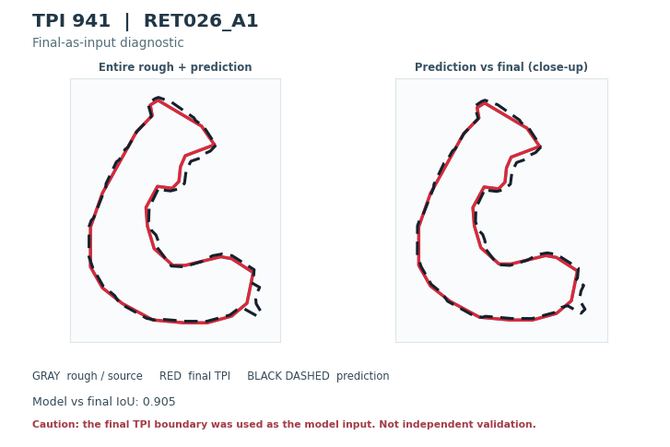 TPI 941 | RET026_A1
Final-as-input diagnostic
Entire rough + prediction
Prediction vs final (close-up)
GRAY rough / source RED final TPI BLACK DASHED prediction
Model vs final IoU: 0.905
Caution: the final TPI boundary was used as the model input. Not independent validation.